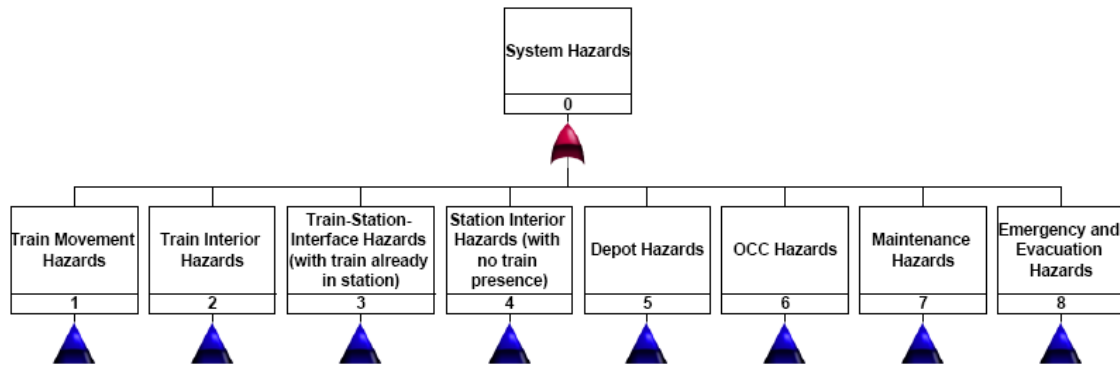 System Hazards
0
Train Movement
Hazards
1
Train Interior
Hazards
2
Train-Station-
Interface Hazards
(with train already
in station)
3
Station Interior
Hazards (with
no train
presence)
4
Depot Hazards
5
OCC Hazards
6
Maintenance
Hazards
7
Emergency and
Evacuation
Hazards
8